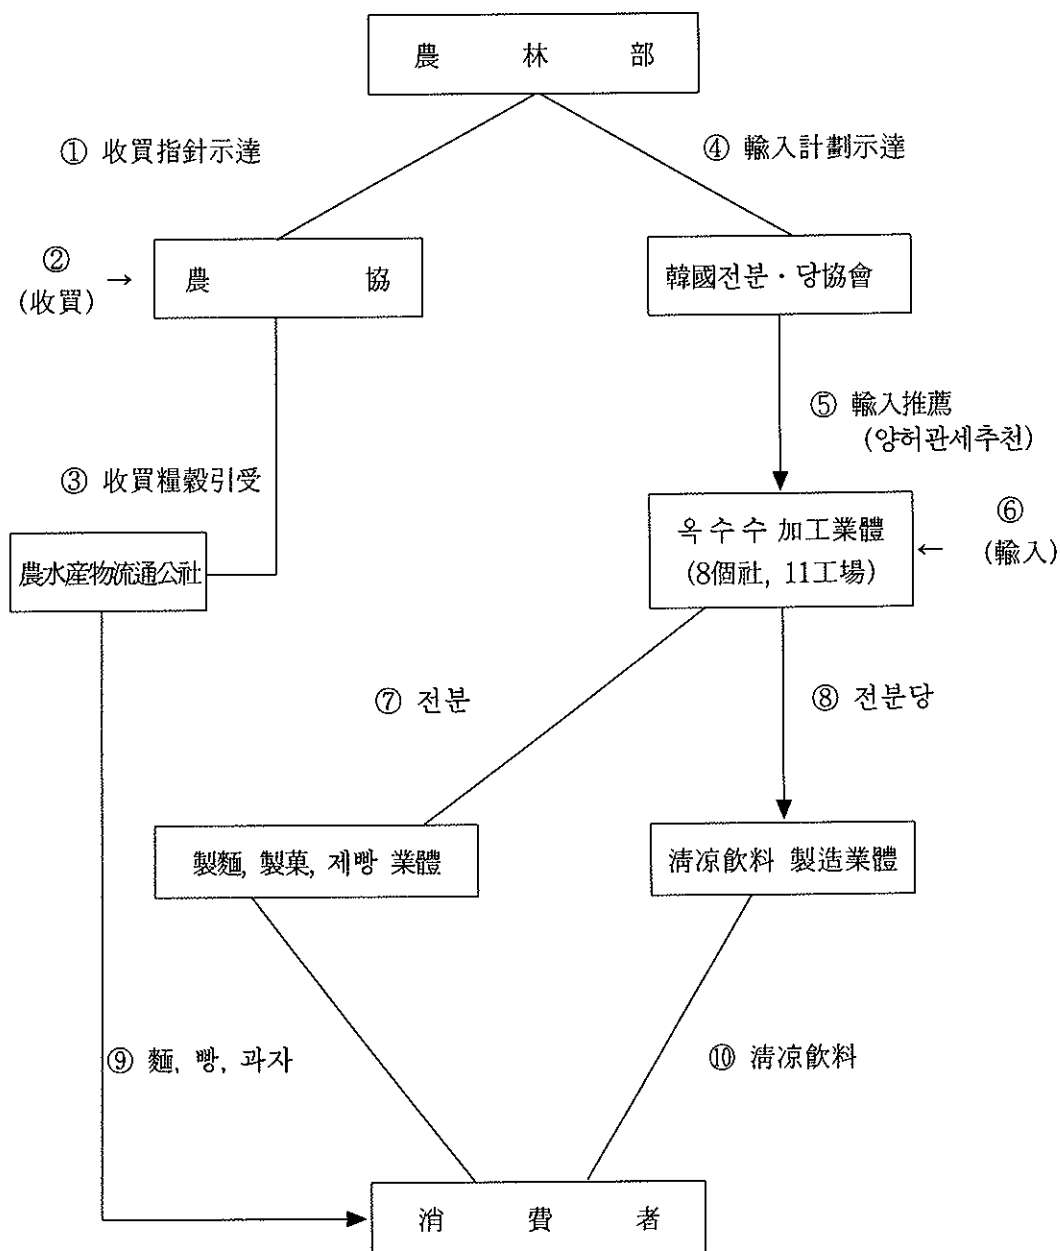 農 林 部
① 收買指針示達
④ 輸入計劃示達
②
(收買) →
農 協
韓國전분・당協會
⑤ 輸入推薦
(양허관세추천)
③ 收買糧穀引受
옥수수 加工業體
(8個社, 11工場)
⑥
← (輸入)
農水産物流通公社
⑦ 전분
⑧ 전분당
製麵, 製菓, 제빵 業體
淸凉飮料 製造業體
⑨ 麵, 빵, 과자
⑩ 淸凉飮料
消 費 者